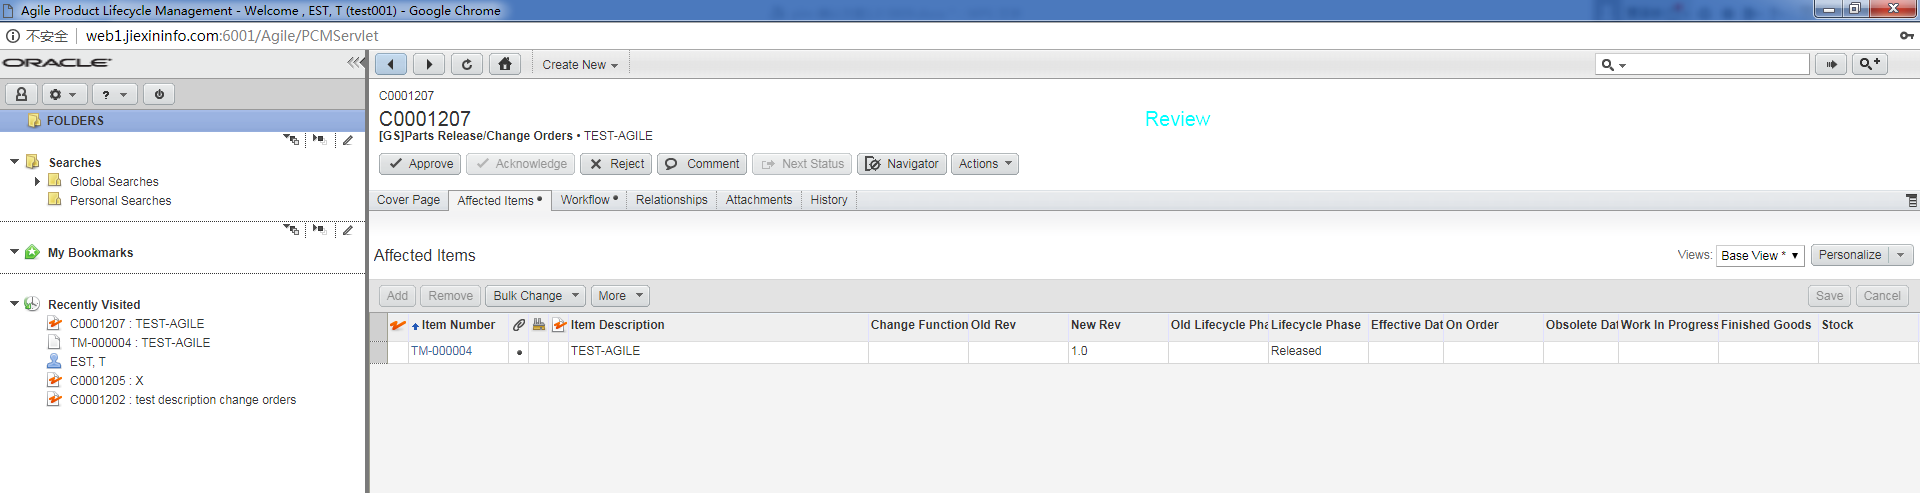 Agile Product Lifecycle Management - Welcome , EST, T (test001) - Google Chrome
不安全 web1.jiexininfo.com:6001/Agile/PCMServlet
ORACLE
Create New
?
FOLDERS
Searches
Global Searches
Personal Searches
My Bookmarks
Recently Visited
C0001207 : TEST-AGILE
TM-000004 : TEST-AGILE
EST, T
C0001205 : X
C0001202 : test description change orders
C0001207
C0001207 Review
[GS]Parts Release/Change Orders • TEST-AGILE
Approve Acknowledge Reject Comment Next Status Navigator Actions
Cover Page Affected Items • Workflow • Relationships Attachments History
Affected Items Views: Base View * Personalize
Add Remove Bulk Change More Save Cancel
Item Number Item Description Change Function Old Rev New Rev Old Lifecycle Pha Lifecycle Phase Effective Dat On Order Obsolete Dat Work In Progress Finished Goods Stock
TM-000004 • TEST-AGILE 1.0 Released